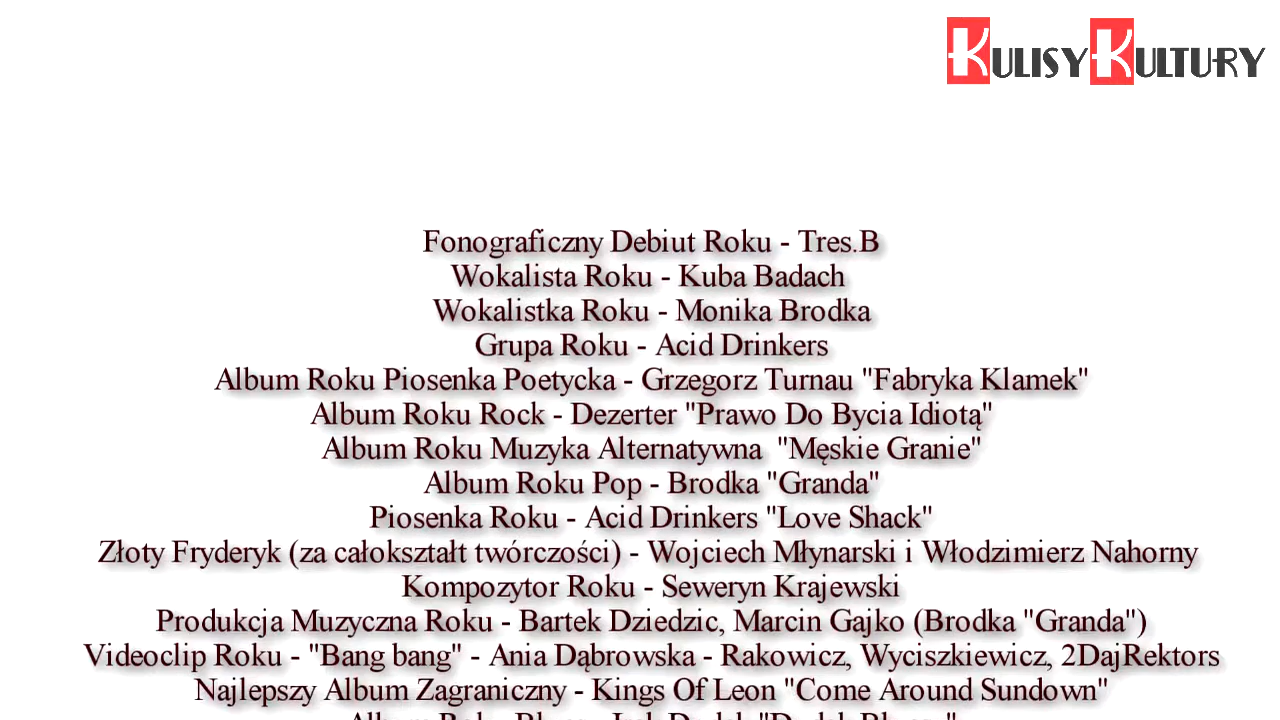 KULISY KULTURY
Fonograficzny Debiut Roku - Tres.B
Wokalista Roku - Kuba Badach
Wokalistka Roku - Monika Brodka
Grupa Roku - Acid Drinkers
Album Roku Piosenka Poetycka - Grzegorz Turnau "Fabryka Klamek"
Album Roku Rock - Dezerter "Prawo Do Bycia Idiotą"
Album Roku Muzyka Alternatywna "Męskie Granie"
Album Roku Pop - Brodka "Granda"
Piosenka Roku - Acid Drinkers "Love Shack"
Złoty Fryderyk (za całokształt twórczości) - Wojciech Młynarski i Włodzimierz Nahorny
Kompozytor Roku - Seweryn Krajewski
Produkcja Muzyczna Roku - Bartek Dziedzic, Marcin Gajko (Brodka "Granda")
Videoclip Roku - "Bang bang" - Ania Dąbrowska - Rakowicz, Wyciszkiewicz, 2DajRektors
Najlepszy Album Zagraniczny - Kings Of Leon "Come Around Sundown"